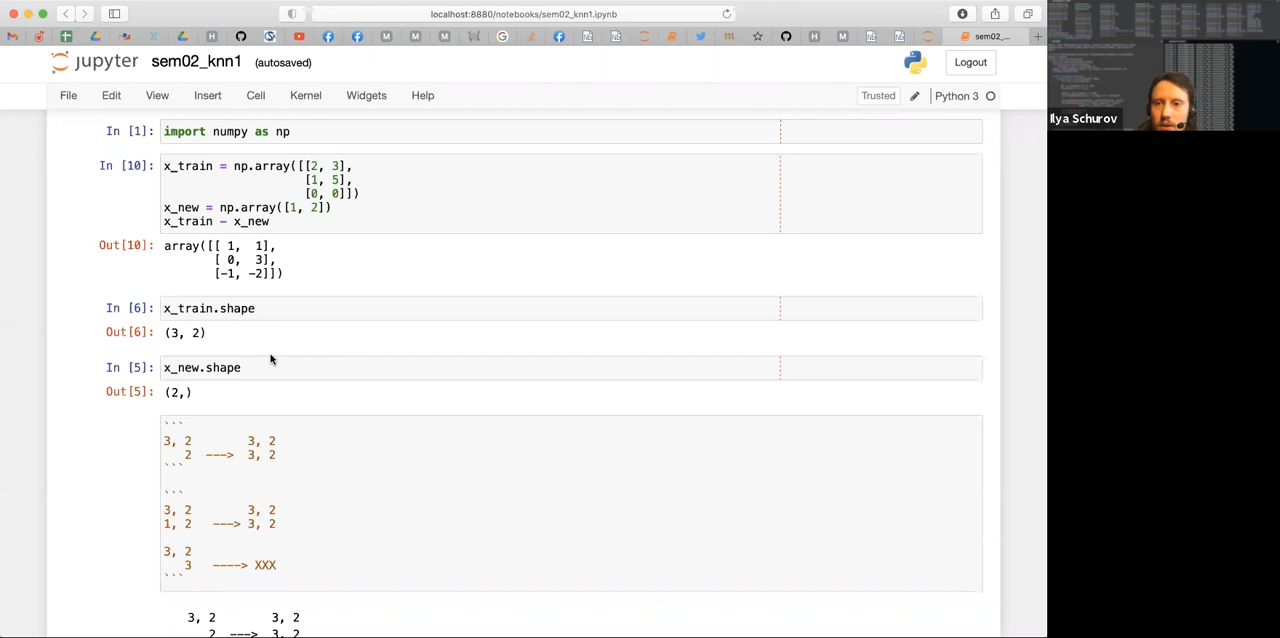 localhost:8880/notebooks/sem02_knn1.ipynb
sem02_...
jupyter sem02_knn1 (autosaved)
Logout
File Edit View Insert Cell Kernel Widgets Help
Trusted Python 3
Ilya Schurov
In [1]: import numpy as np
In [10]: x_train = np.array([[2, 3],
[1, 5],
[0, 0]])
x_new = np.array([1, 2])
x_train - x_new
Out[10]: array([[ 1,  1],
[ 0,  3],
[-1, -2]])
In [6]: x_train.shape
Out[6]: (3, 2)
In [5]: x_new.shape
Out[5]: (2,)
```
3, 2        3, 2
2  --->  3, 2
```
```
3, 2        3, 2
1, 2   ---> 3, 2
3, 2
3   ----> XXX
```
3, 2        3, 2
2  --->  3, 2